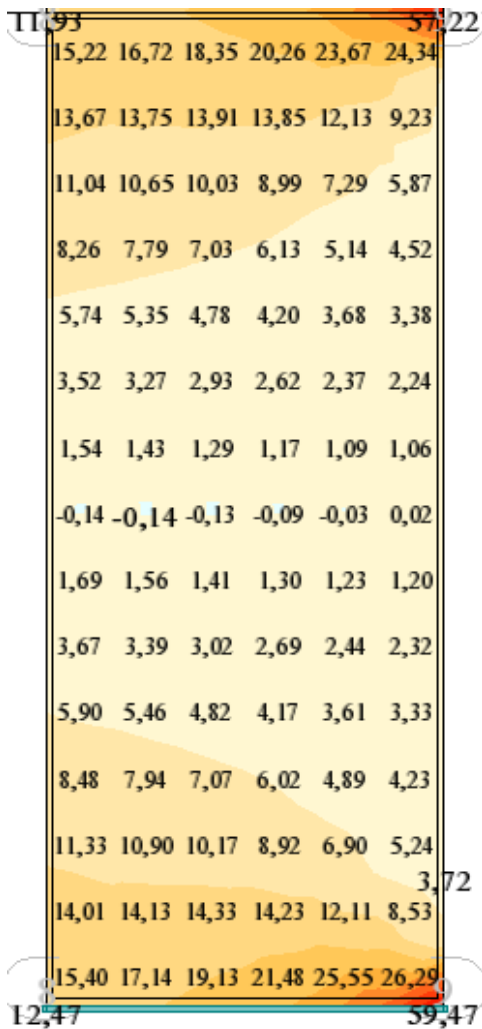 11,93 57,22
15,22 16,72 18,35 20,26 23,67 24,34
13,67 13,75 13,91 13,85 12,13 9,23
11,04 10,65 10,03 8,99 7,29 5,87
8,26 7,79 7,03 6,13 5,14 4,52
5,74 5,35 4,78 4,20 3,68 3,38
3,52 3,27 2,93 2,62 2,37 2,24
1,54 1,43 1,29 1,17 1,09 1,06
-0,14 -0,14 -0,13 -0,09 -0,03 0,02
1,69 1,56 1,41 1,30 1,23 1,20
3,67 3,39 3,02 2,69 2,44 2,32
5,90 5,46 4,82 4,17 3,61 3,33
8,48 7,94 7,07 6,02 4,89 4,23
11,33 10,90 10,17 8,92 6,90 5,24
3,72
14,01 14,13 14,33 14,23 12,11 8,53
15,40 17,14 19,13 21,48 25,55 26,29
12,47 59,47